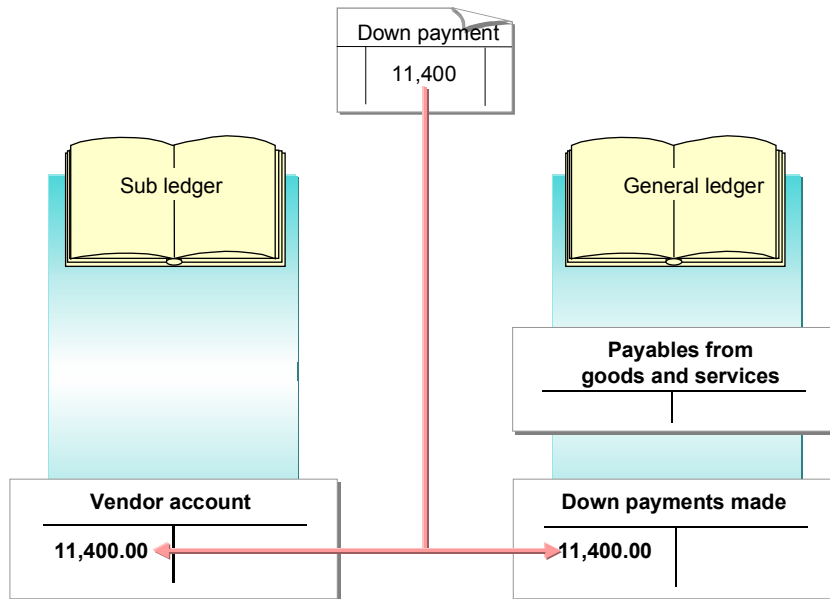 Down payment
11,400
Sub ledger
General ledger
Payables from
goods and services
Vendor account
11,400.00
Down payments made
11,400.00